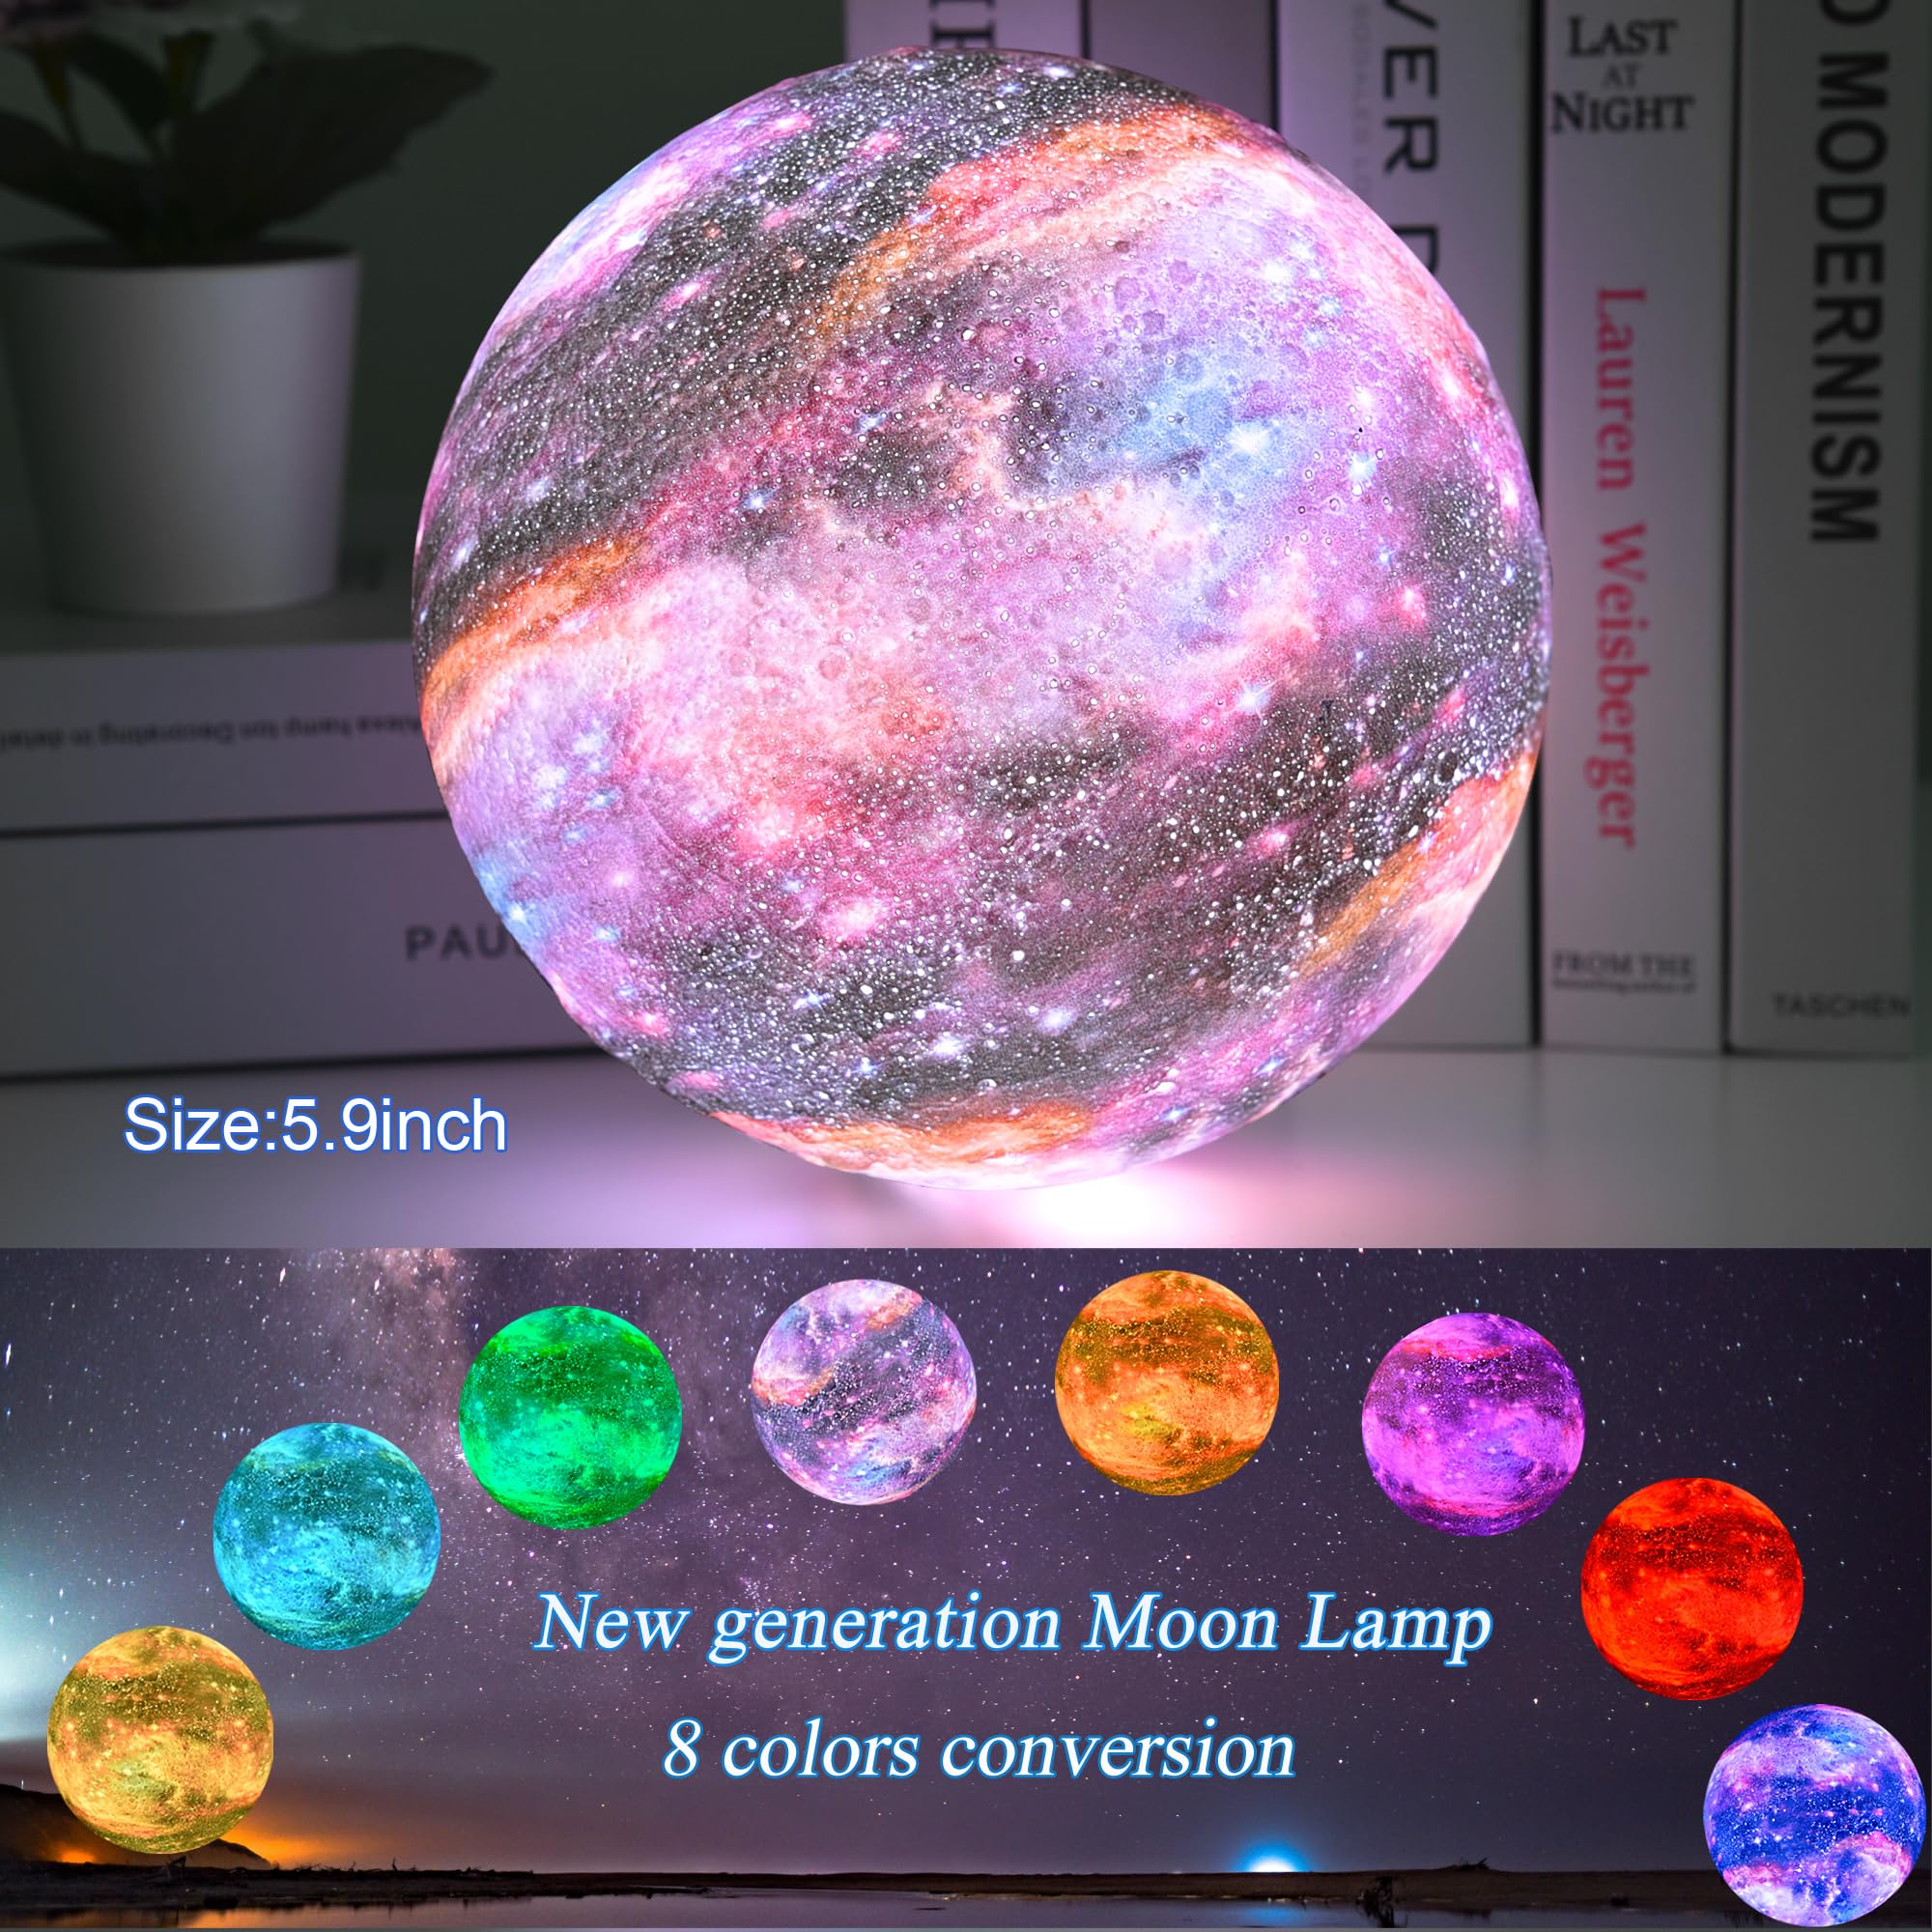 LAST
AT
NIGHT
Lauren Weisberger
FROM THE
MODERNISM
TASCHEN
VER
PAU
Size:5.9inch
New generation Moon Lamp
8 colors conversion